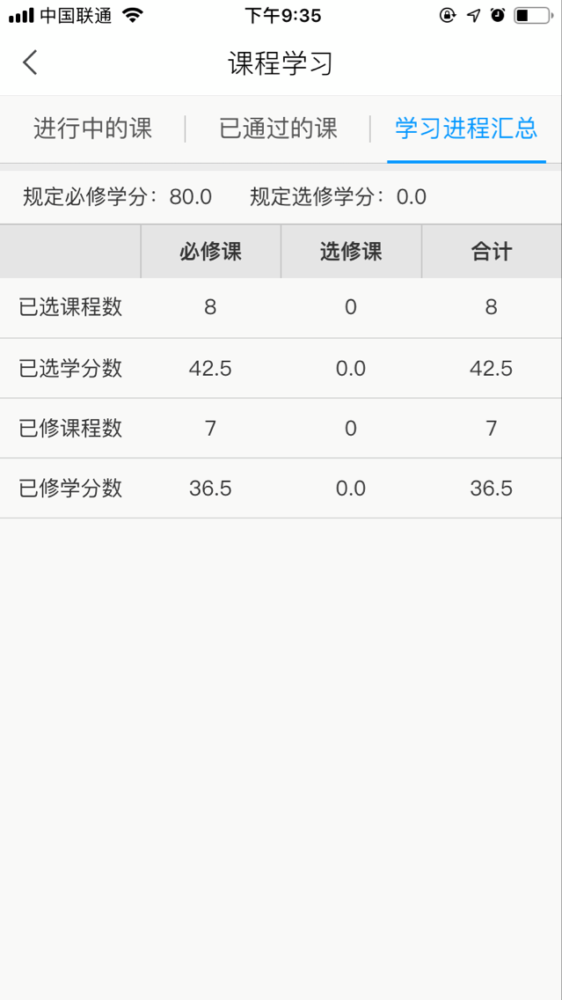 中国联通 下午9:35
课程学习
进行中的课 已通过的课 学习进程汇总
规定必修学分：80.0 规定选修学分：0.0
必修课 选修课 合计
已选课程数 8 0 8
已选学分数 42.5 0.0 42.5
已修课程数 7 0 7
已修学分数 36.5 0.0 36.5